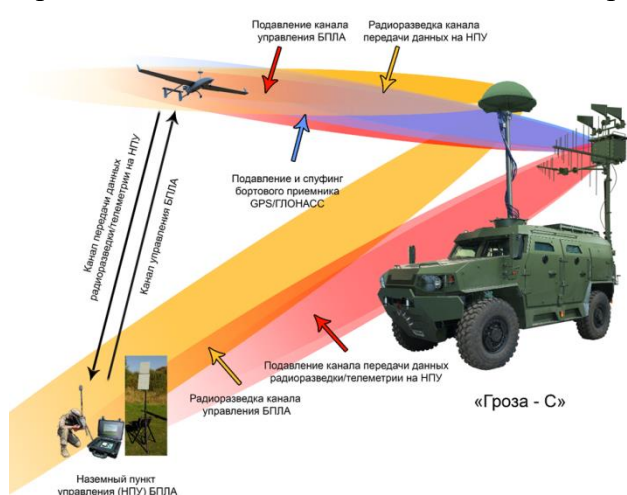 Подавление канала
управления БПЛА
Радиоразведка канала
передачи данных на НПУ
Подавление и спуфинг
бортового приемника
GPS/ГЛОНАСС
Канал передачи данных
радиоразведки/телеметрии на НПУ
Канал управления БПЛА
Подавление канала передачи данных
радиоразведки/телеметрии на НПУ
Радиоразведка канала
управления БПЛА
«Гроза - С»
Наземный пункт
управления (НПУ) БПЛА